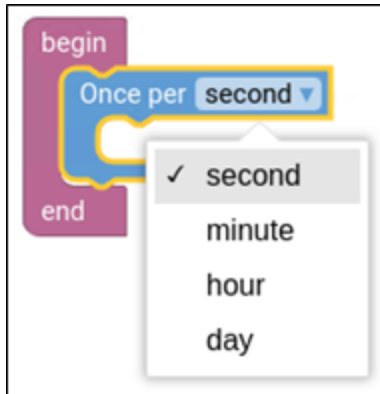 begin
Once per second ▾
✓ second
minute
hour
day
end